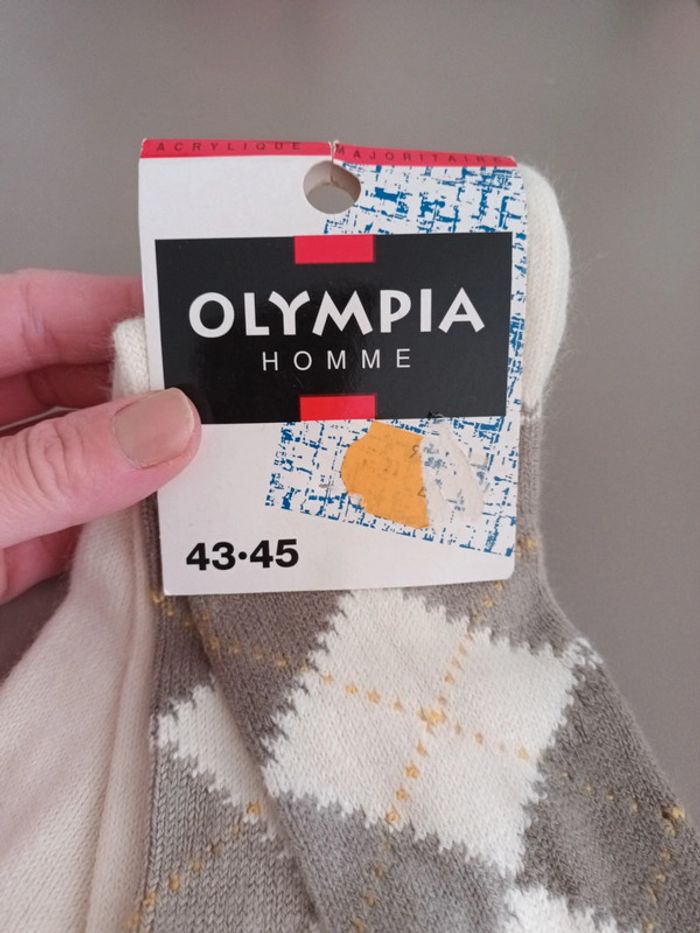 ACRYLIQUE MAJORITAIRE
OLYMPIA
HOMME
43•45